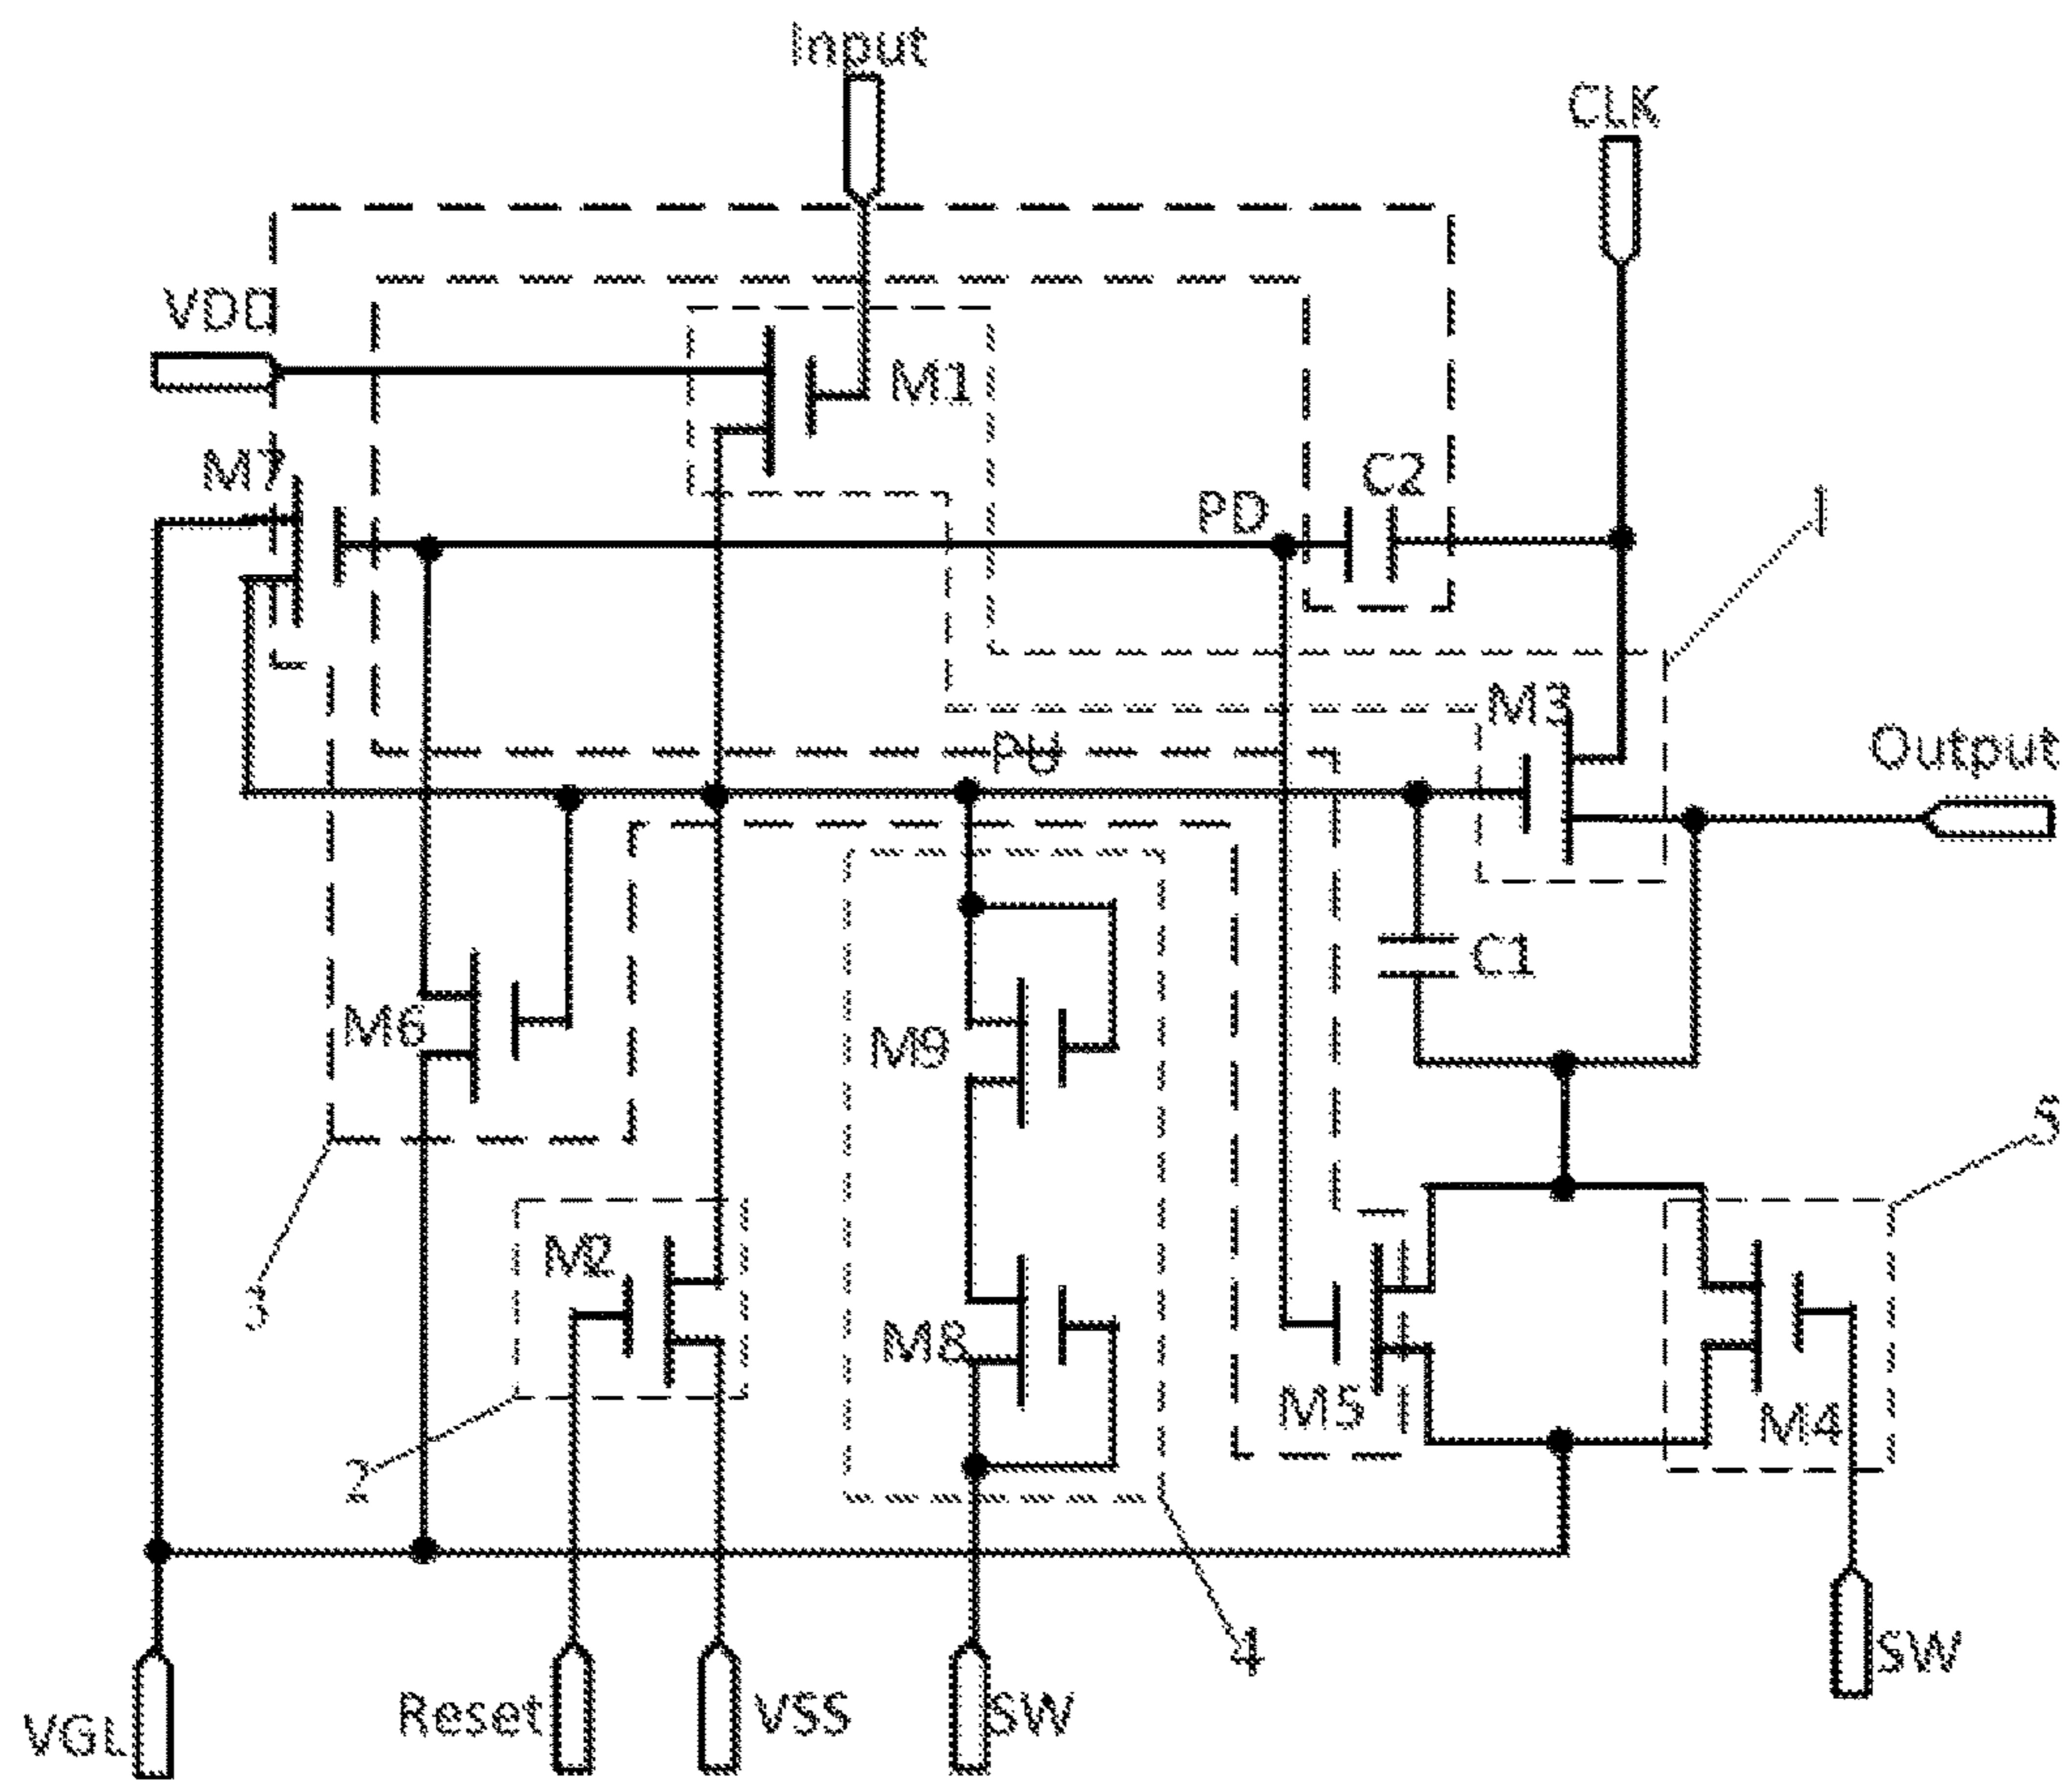 Input
CLK
VDD
M1
M7
C2
PD
1
M3
PU
Output
C1
M6
M9
5
M2
3
M8
M5
M4
2
4
SW
VGL
Reset
VSS
SW